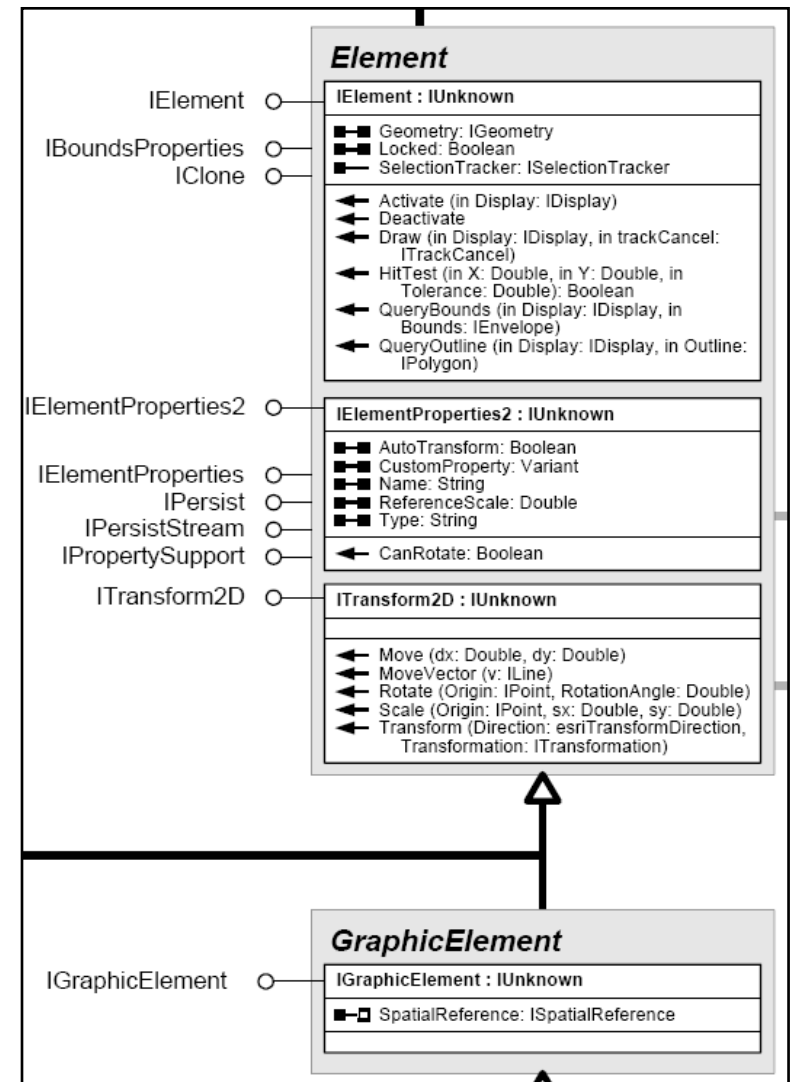 Element
IElement
IElement : IUnknown
Geometry: IGeometry
IBoundsProperties
Locked: Boolean
IClone
SelectionTracker: ISelectionTracker
Activate (in Display: IDisplay)
Deactivate
Draw (in Display: IDisplay, in trackCancel:
ITrackCancel)
HitTest (in X: Double, in Y: Double, in
Tolerance: Double): Boolean
QueryBounds (in Display: IDisplay, in
Bounds: IEnvelope)
QueryOutline (in Display: IDisplay, in Outline:
IPolygon)
IElementProperties2
IElementProperties2 : IUnknown
AutoTransform: Boolean
IElementProperties
CustomProperty: Variant
Name: String
IPersist
ReferenceScale: Double
IPersistStream
Type: String
IPropertySupport
CanRotate: Boolean
ITransform2D
ITransform2D : IUnknown
Move (dx: Double, dy: Double)
MoveVector (v: ILine)
Rotate (Origin: IPoint, RotationAngle: Double)
Scale (Origin: IPoint, sx: Double, sy: Double)
Transform (Direction: esriTransformDirection,
Transformation: ITransformation)
GraphicElement
IGraphicElement
IGraphicElement : IUnknown
SpatialReference: ISpatialReference